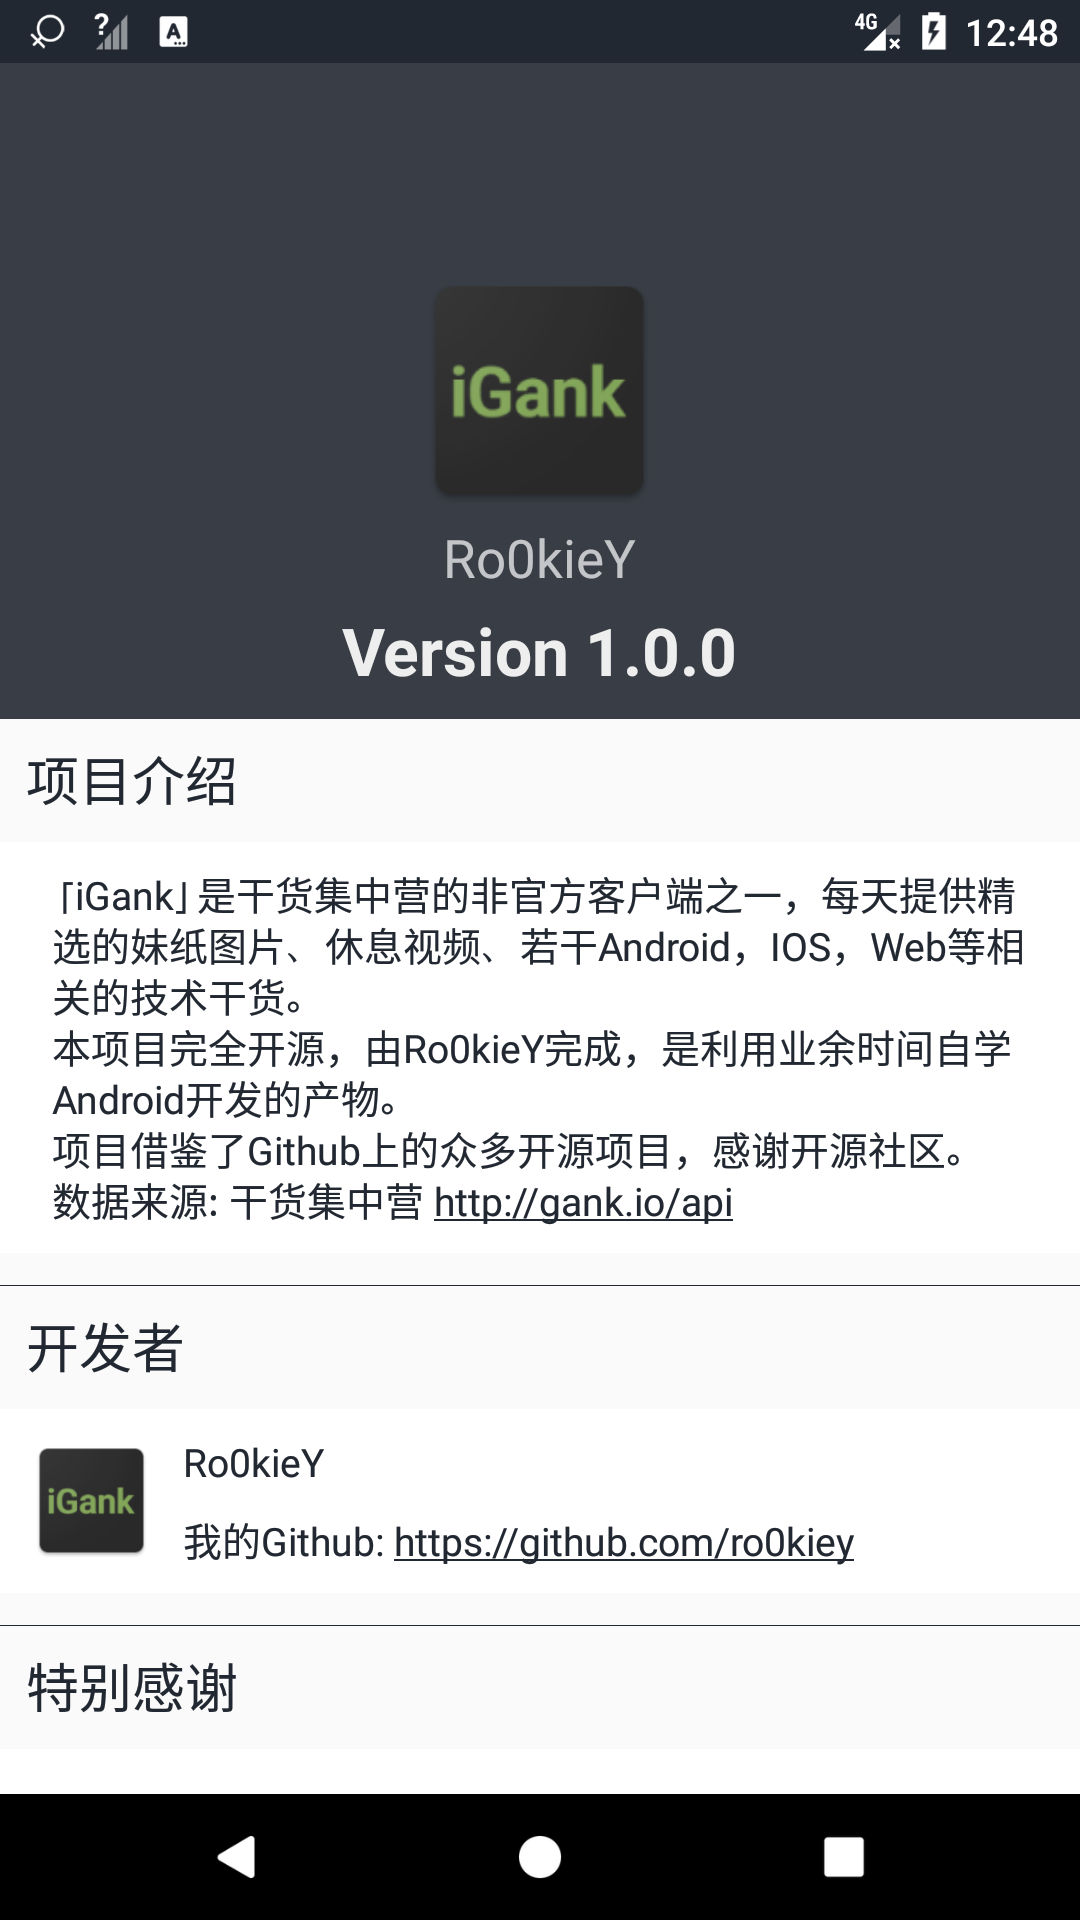 4G 12:48
iGank
Ro0kieY
Version 1.0.0
项目介绍
「iGank」是干货集中营的非官方客户端之一，每天提供精
选的妹纸图片、休息视频、若干Android，IOS，Web等相
关的技术干货。
本项目完全开源，由Ro0kieY完成，是利用业余时间自学
Android开发的产物。
项目借鉴了Github上的众多开源项目，感谢开源社区。
数据来源: 干货集中营 http://gank.io/api
开发者
iGank
Ro0kieY
我的Github: https://github.com/ro0kiey
特别感谢